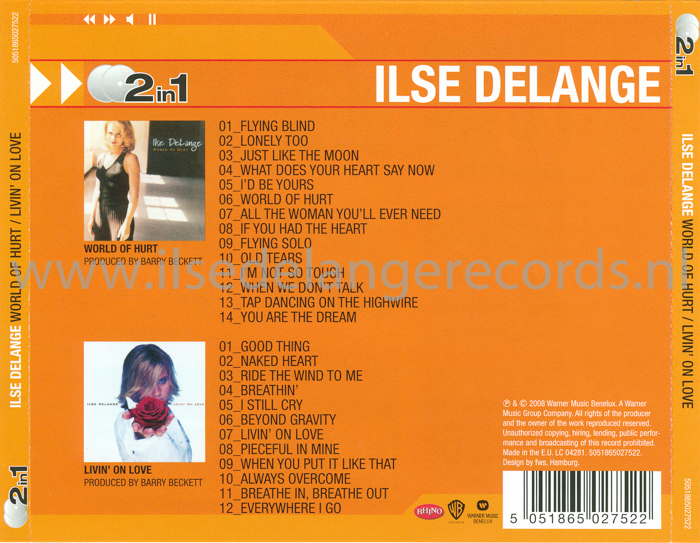 5051865027522
ILSE DELANGE WORLD OF HURT / LIVIN' ON LOVE
2in1
2in1
ILSE DELANGE
Ilse DeLange
WORLD OF HURT
WORLD OF HURT
PRODUCED BY BARRY BECKETT
01_FLYING BLIND
02_LONELY TOO
03_JUST LIKE THE MOON
04_WHAT DOES YOUR HEART SAY NOW
05_I'D BE YOURS
06_WORLD OF HURT
07_ALL THE WOMAN YOU'LL EVER NEED
08_IF YOU HAD THE HEART
09_FLYING SOLO
10_OLD TEARS
11_I'M NOT SO TOUGH
12_WHEN WE DON'T TALK
13_TAP DANCING ON THE HIGHWIRE
14_YOU ARE THE DREAM
www.ilsedelangerecords.nl
ILSE DELANGE LIVIN' ON LOVE
LIVIN' ON LOVE
PRODUCED BY BARRY BECKETT
01_GOOD THING
02_NAKED HEART
03_RIDE THE WIND TO ME
04_BREATHIN'
05_I STILL CRY
06_BEYOND GRAVITY
07_LIVIN' ON LOVE
08_PIECEFUL IN MINE
09_WHEN YOU PUT IT LIKE THAT
10_ALWAYS OVERCOME
11_BREATHE IN, BREATHE OUT
12_EVERYWHERE I GO
℗ & © 2008 Warner Music Benelux. A Warner
Music Group Company. All rights of the producer
and the owner of the work reproduced reserved.
Unauthorized copying, hiring, lending, public perfor-
mance and broadcasting of this record prohibited.
Made in the E.U. LC 04281. 5051865027522.
Design by fws, Hamburg.
RHINO
WB
WARNER MUSIC
BENELUX
5 051865 027522
2in1
ILSE DELANGE WORLD OF HURT / LIVIN' ON LOVE
5051865027522